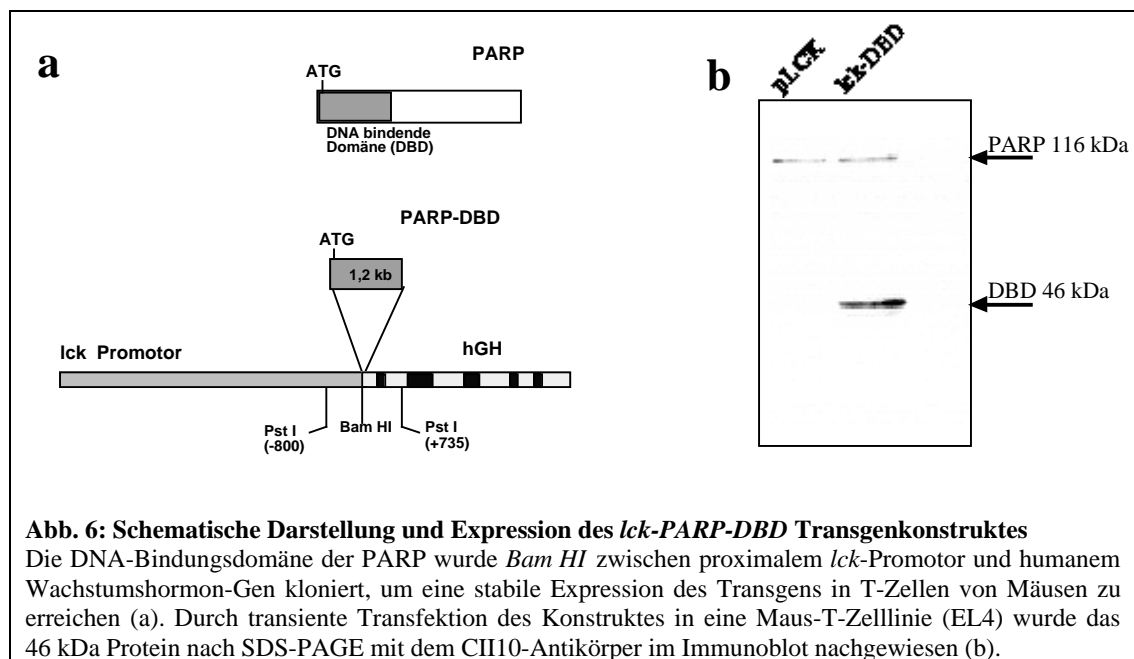 a
PARP
ATG
DNA bindende
Domäne (DBD)
PARP-DBD
ATG
1,2 kb
lck Promotor
hGH
Pst I
(-800)
Bam HI
Pst I
(+735)
b
pLCK
lck-DBD
PARP 116 kDa
DBD 46 kDa
Abb. 6: Schematische Darstellung und Expression des lck-PARP-DBD Transgenkonstruktes
Die DNA-Bindungsdomäne der PARP wurde Bam HI zwischen proximalem lck-Promotor und humanem
Wachstumshormon-Gen kloniert, um eine stabile Expression des Transgens in T-Zellen von Mäusen zu
erreichen (a). Durch transiente Transfektion des Konstruktes in eine Maus-T-Zelllinie (EL4) wurde das
46 kDa Protein nach SDS-PAGE mit dem CII10-Antikörper im Immunoblot nachgewiesen (b).